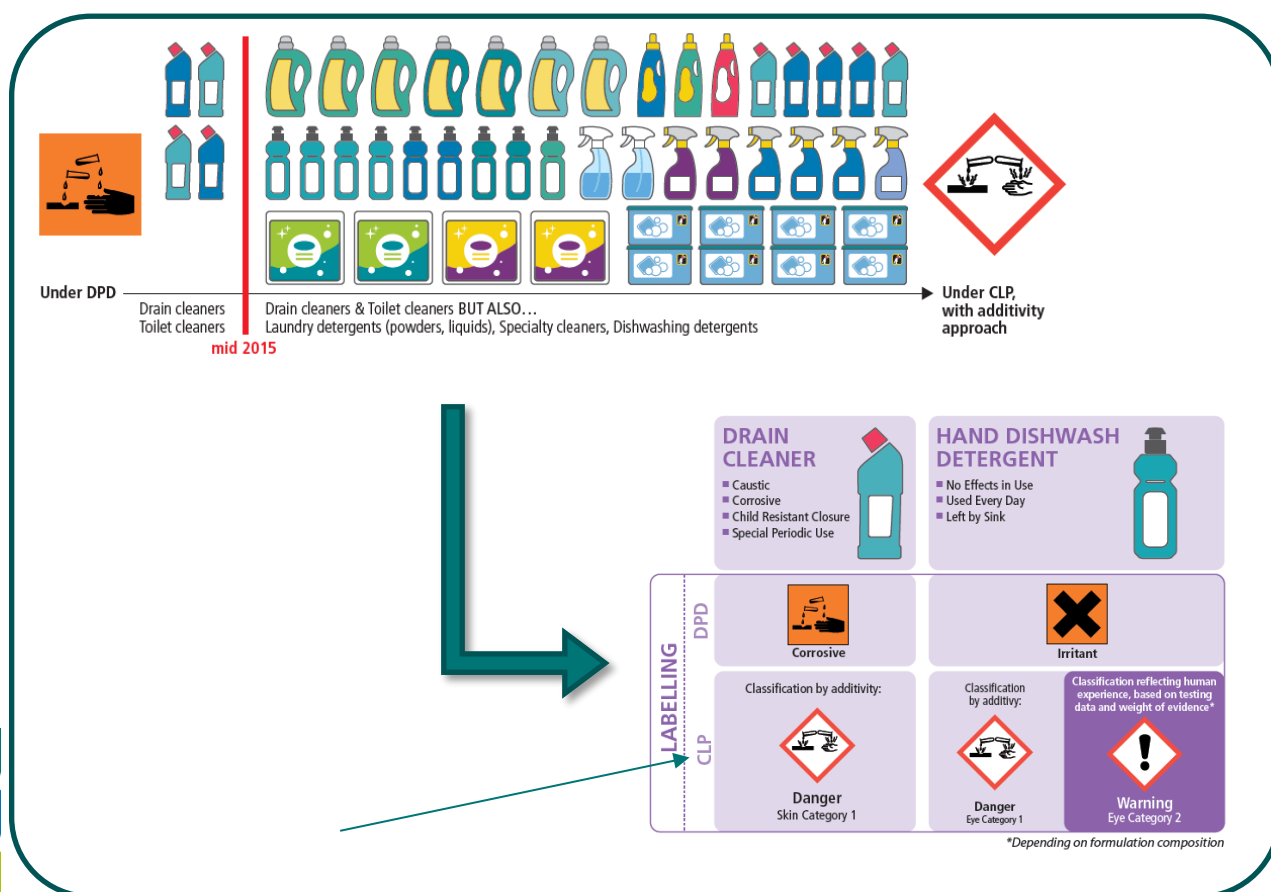 Under DPD
Drain cleaners
Toilet cleaners
mid 2015
Drain cleaners & Toilet cleaners BUT ALSO...
Laundry detergents (powders, liquids), Specialty cleaners, Dishwashing detergents
Under CLP,
with additivity
approach
DRAIN
CLEANER
Caustic
Corrosive
Child Resistant Closure
Special Periodic Use
HAND DISHWASH
DETERGENT
No Effects in Use
Used Every Day
Left by Sink
LABELLING
DPD
Corrosive
Irritant
CLP
Classification by additivity:
Danger
Skin Category 1
Classification
by additivy:
Danger
Eye Category 1
Classification reflecting human
experience, based on testing
data and weight of evidence*
Warning
Eye Category 2
*Depending on formulation composition